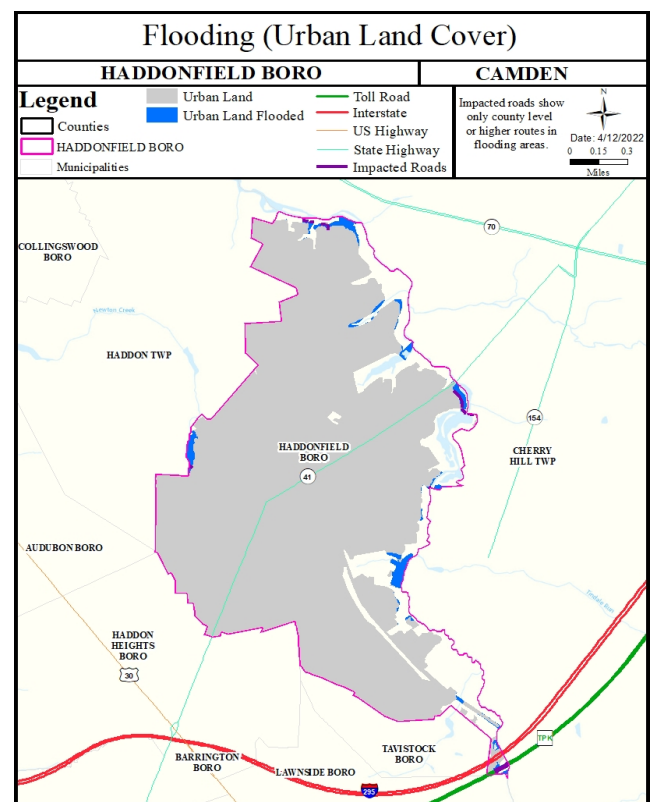 Flooding (Urban Land Cover)
HADDONFIELD BORO
CAMDEN
Legend
Counties
HADDONFIELD BORO
Municipalities
Urban Land
Urban Land Flooded
Toll Road
Interstate
US Highway
State Highway
Impacted Roads
Impacted roads show
only county level
or higher routes in
flooding areas.
N
Date: 4/12/2022
0 0.15 0.3
Miles
70
COLLINGSWOOD
BORO
Newton Creek
HADDON TWP
154
HADDONFIELD
BORO
CHERRY
HILL TWP
41
AUDUBON BORO
HADDON
HEIGHTS
BORO
30
TPK
TAVISTOCK
BORO
BARRINGTON
BORO
LAWNSIDE BORO
295